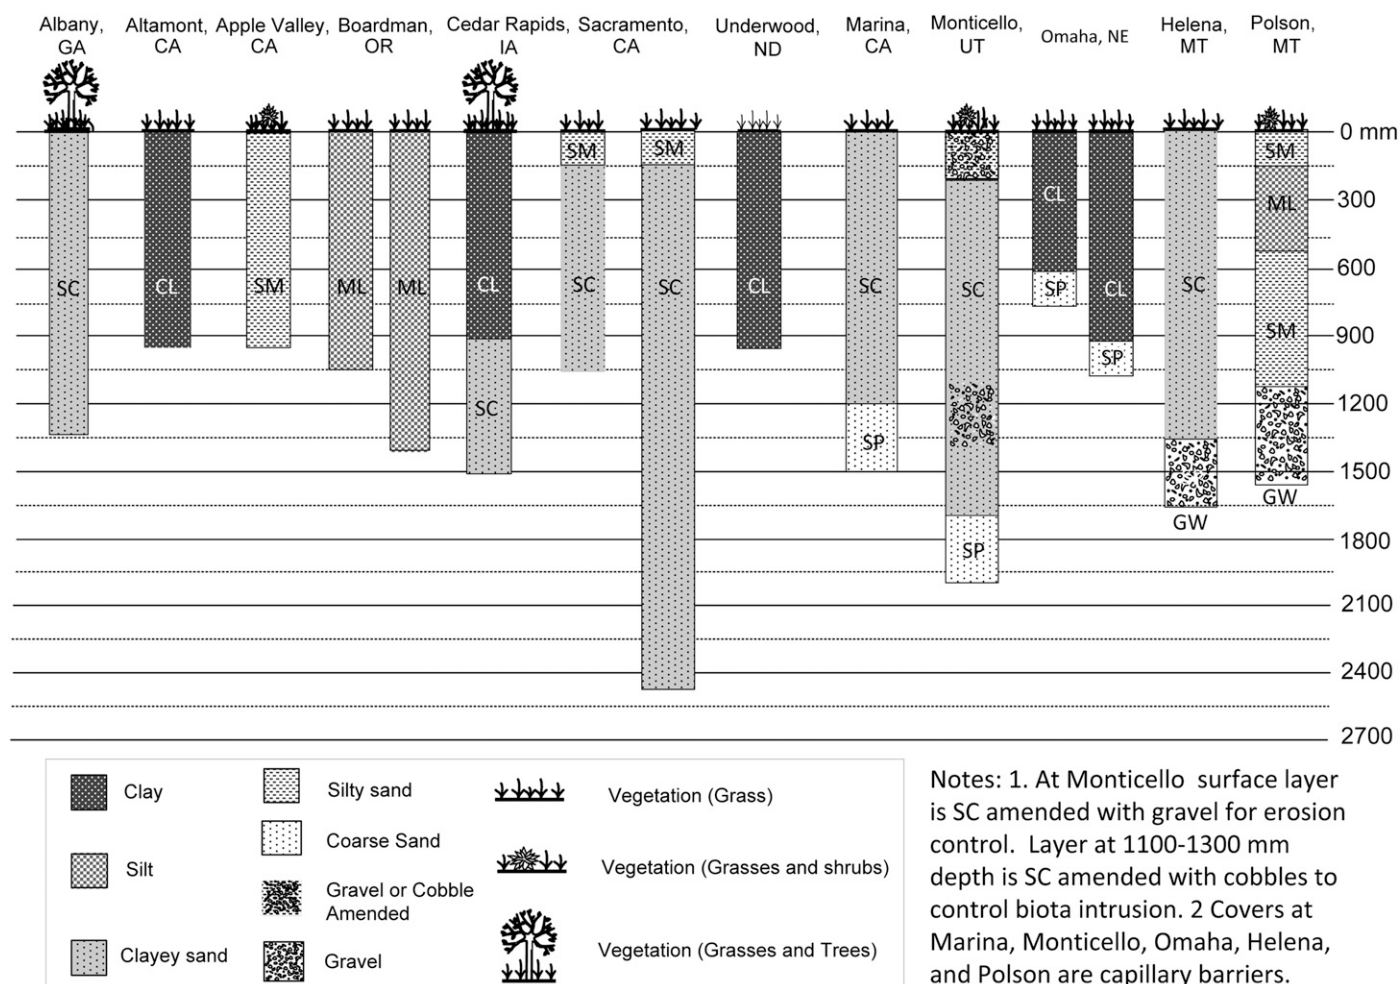 Albany,
GA
Altamont,
CA
Apple Valley,
CA
Boardman,
OR
Cedar Rapids,
IA
Sacramento,
CA
Underwood,
ND
Marina,
CA
Monticello,
UT
Omaha, NE
Helena,
MT
Polson,
MT
0 mm
300
600
900
1200
1500
1800
2100
2400
2700
SC
CL
SM
ML
ML
CL
SC
SM
SC
SM
SC
CL
SC
SP
SC
SP
CL
SP
CL
SP
SC
GW
SM
ML
SM
GW
Clay
Silt
Clayey sand
Silty sand
Coarse Sand
Gravel or Cobble
Amended
Gravel
Vegetation (Grass)
Vegetation (Grasses and shrubs)
Vegetation (Grasses and Trees)
Notes: 1. At Monticello surface layer
is SC amended with gravel for erosion
control. Layer at 1100-1300 mm
depth is SC amended with cobbles to
control biota intrusion. 2 Covers at
Marina, Monticello, Omaha, Helena,
and Polson are capillary barriers.